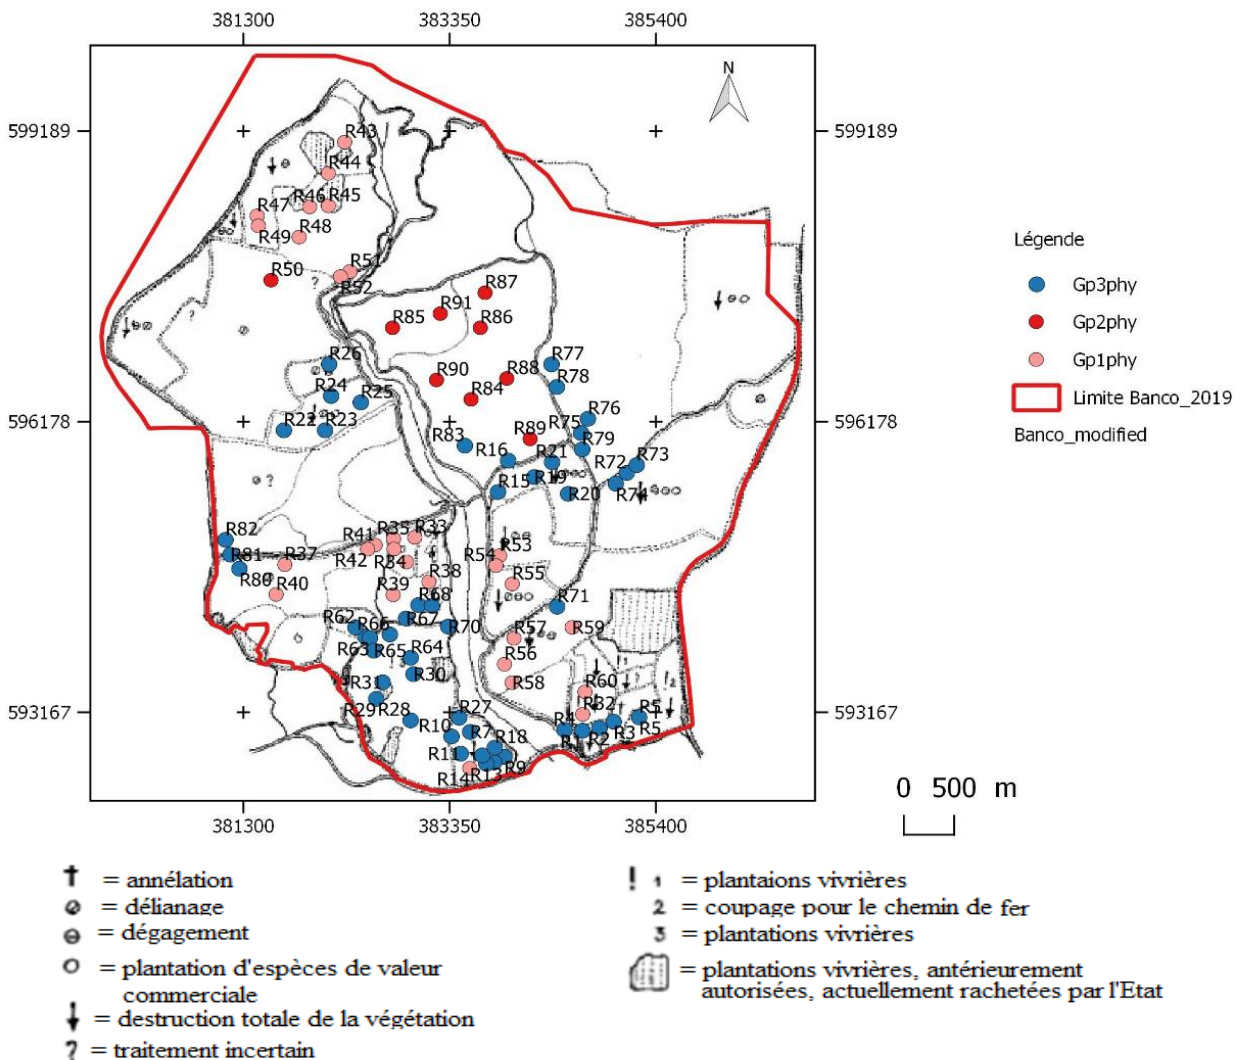 381300 383350 385400
N
599189 599189
R43
R44
R46 R45
R47
R49 R48
R50 R51
R52
?
R87
R91
R85 R86
?
R26
R77
R90 R88
R24 R25 R84 R78
R76
596178 596178
R22 R23 R75
R89
R83 R79
R16 R21 R73
R72
?
R15 R19
R20 R74
R82 R41 R35 R33
R81 R37 R42 R34 R54 R53
R80 R40 R39 R38 R55
R68 R71
R62 R66 R67 R70 R57 R59
R63 R65 R64 R56
R30
R31 R58 R60
R29 R28 R32
593167 593167
R10 R27 R4 R5
R7 R18 R1 R2 R3 R5
R11
R14 R13 R9
381300 383350 385400
Légende
Gp3phy
Gp2phy
Gp1phy
Limite Banco_2019
Banco_modified
0 500 m
= annélation
= délianage
= dégagement
= plantation d'espèces de valeur
commerciale
= destruction totale de la végétation
? = traitement incertain
! 1 = plantaions vivrières
2 = coupage pour le chemin de fer
3 = plantations vivrières
= plantations vivrières, antérieurement
autorisées, actuellement rachetées par l'Etat